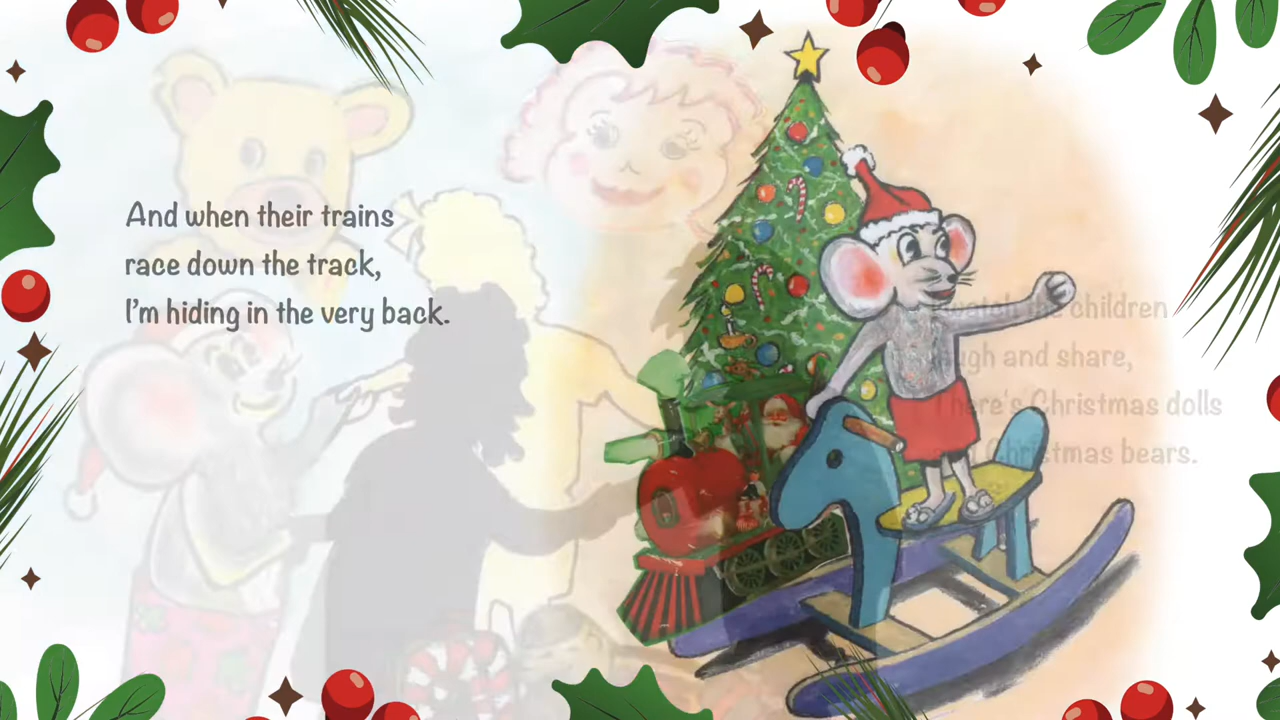 And when their trains
race down the track,
I'm hiding in the very back.
watch the children
laugh and share,
There's Christmas dolls
Christmas bears.